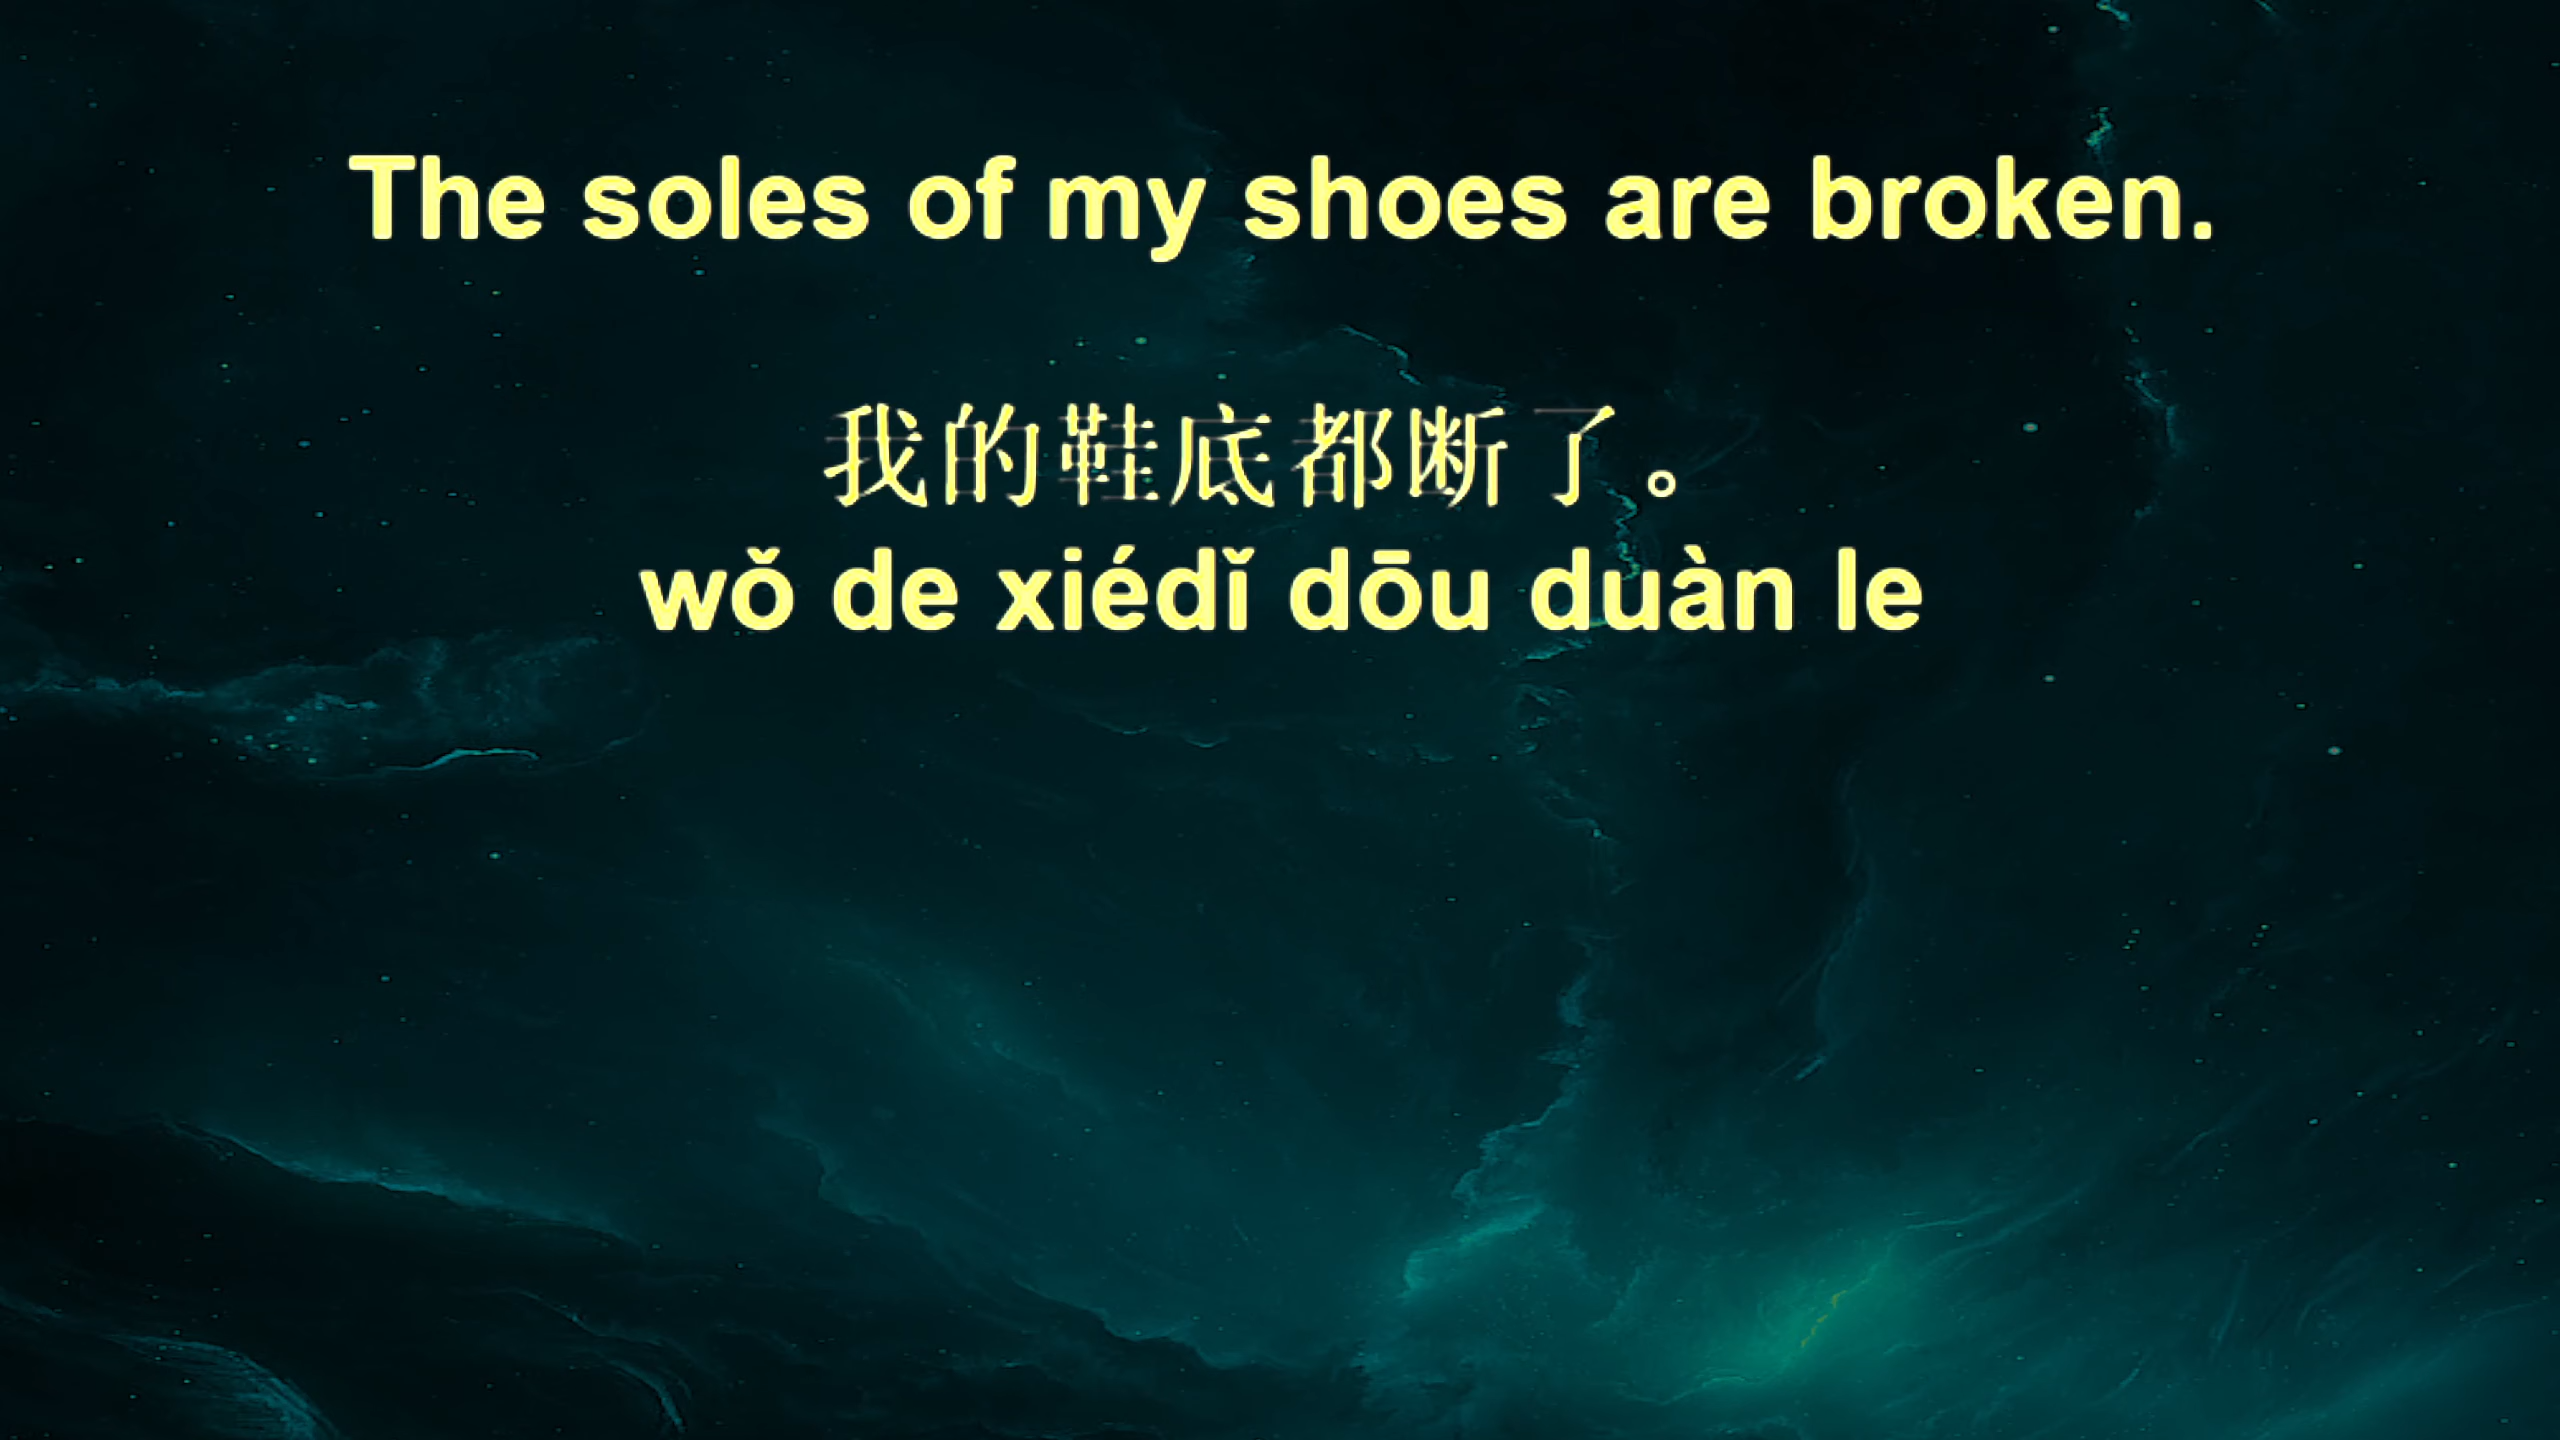 The soles of my shoes are broken.
我的鞋底都断了。
wǒ de xiédǐ dōu duàn le